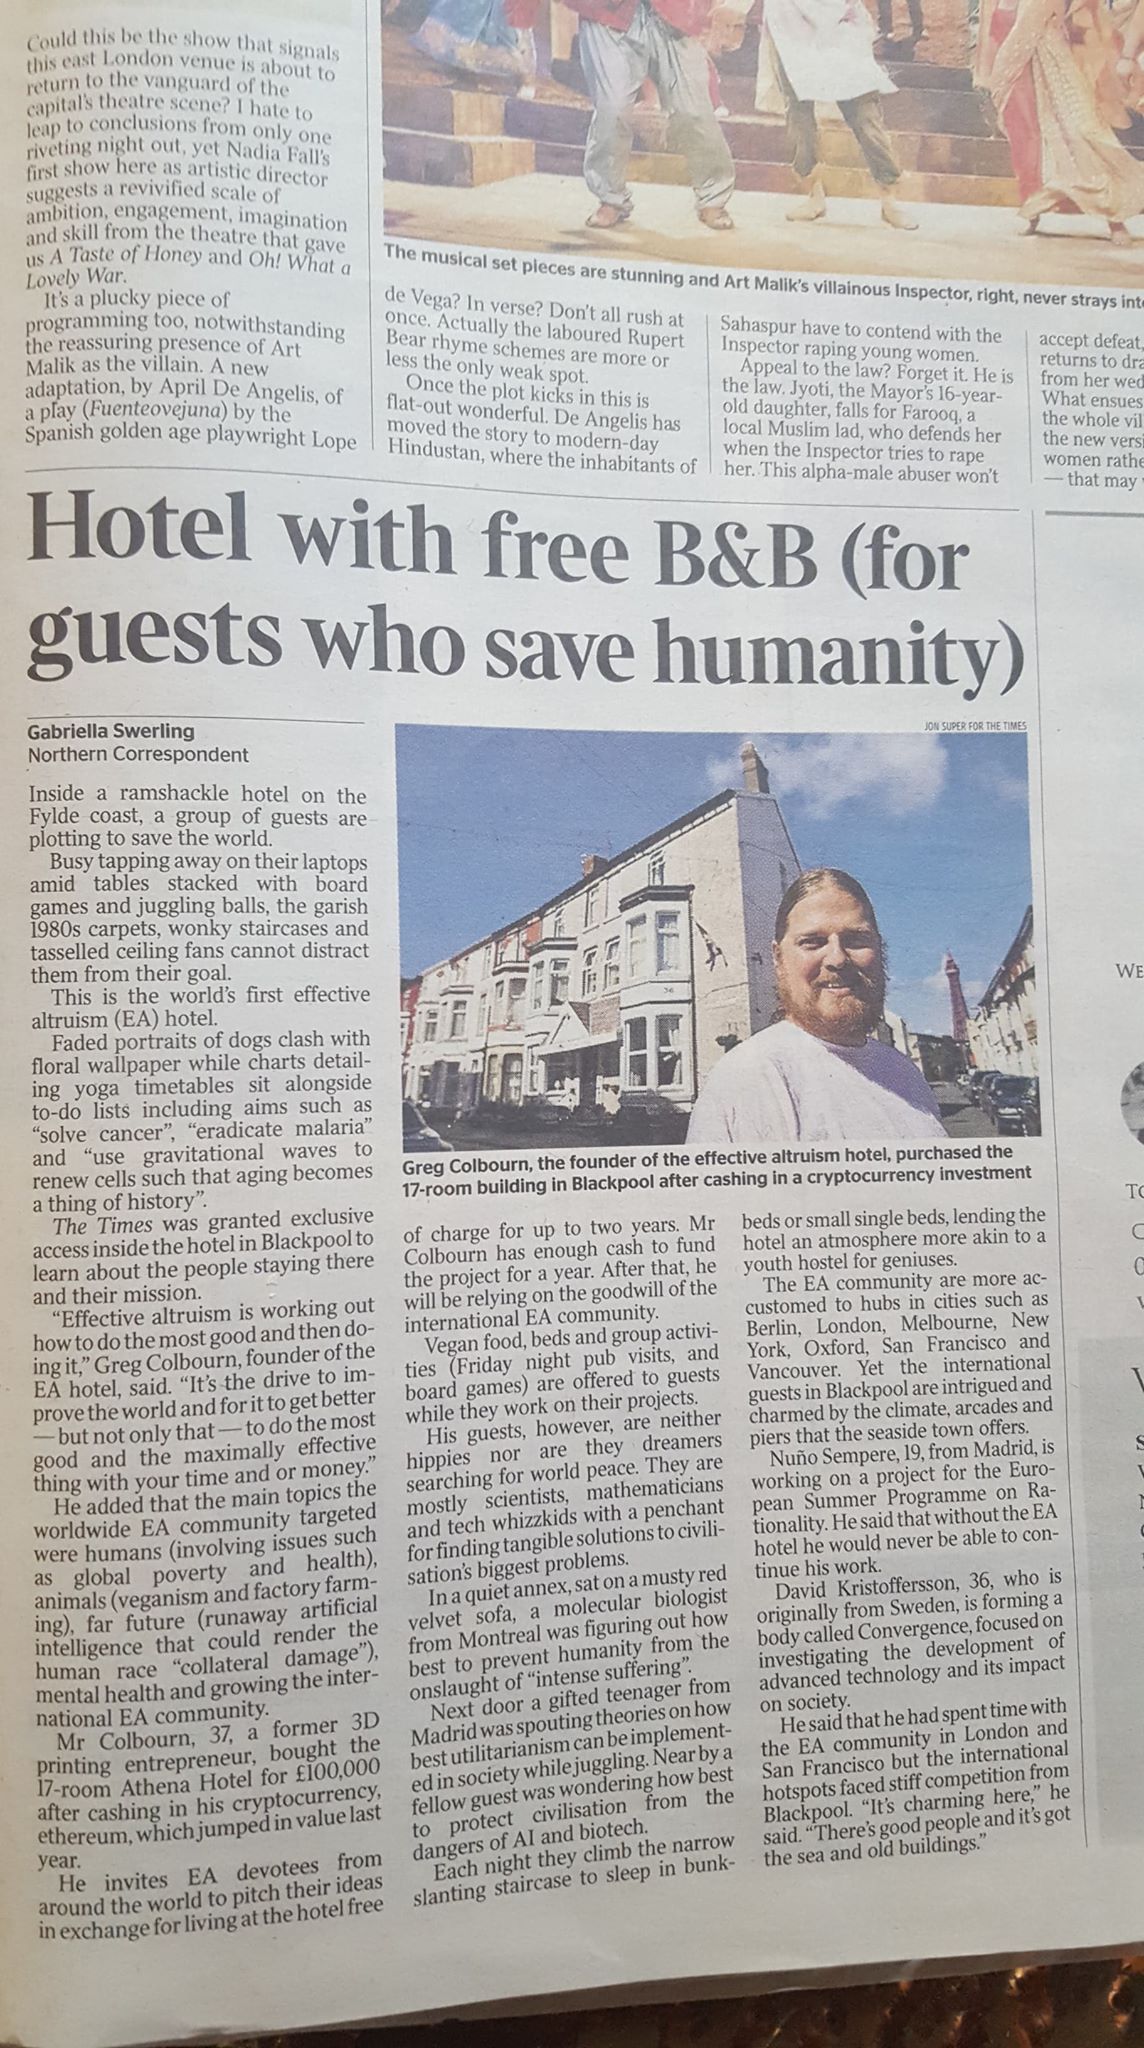 Could this be the show that signals
this east London venue is about to
return to the vanguard of the
capital's theatre scene? I hate to
leap to conclusions from only one
riveting night out, yet Nadia Fall's
first show here as artistic director
suggests a revivified scale of
ambition, engagement, imagination
and skill from the theatre that gave
us A Taste of Honey and Oh! What a
Lovely War.
It's a plucky piece of
programming too, notwithstanding
the reassuring presence of Art
Malik as the villain. A new
adaptation, by April De Angelis, of
a play (Fuenteovejuna) by the
Spanish golden age playwright Lope
The musical set pieces are stunning and Art Malik's villainous Inspector, right, never strays int
de Vega? In verse? Don't all rush at
once. Actually the laboured Rupert
Bear rhyme schemes are more or
less the only weak spot.
Once the plot kicks in this is
flat-out wonderful. De Angelis has
moved the story to modern-day
Hindustan, where the inhabitants of
Sahaspur have to contend with the
Inspector raping young women.
Appeal to the law? Forget it. He is
the law. Jyoti, the Mayor's 16-year-
old daughter, falls for Farooq, a
local Muslim lad, who defends her
when the Inspector tries to rape
her. This alpha-male abuser won't
accept defeat,
returns to dra
from her wed
What ensues
the whole vil
the new versi
women rathe
— that may
Hotel with free B&B (for
guests who save humanity)
Gabriella Swerling
Northern Correspondent
JON SUPER FOR THE TIMES
Inside a ramshackle hotel on the
Fylde coast, a group of guests are
plotting to save the world.
Busy tapping away on their laptops
amid tables stacked with board
games and juggling balls, the garish
1980s carpets, wonky staircases and
tasselled ceiling fans cannot distract
them from their goal.
This is the world's first effective
altruism (EA) hotel.
Faded portraits of dogs clash with
floral wallpaper while charts detail-
ing yoga timetables sit alongside
to-do lists including aims such as
"solve cancer", "eradicate malaria"
and "use gravitational waves to
renew cells such that aging becomes
a thing of history".
The Times was granted exclusive
access inside the hotel in Blackpool to
learn about the people staying there
and their mission.
"Effective altruism is working out
how to do the most good and then do-
ing it," Greg Colbourn, founder of the
EA hotel, said. "It's the drive to im-
prove the world and for it to get better
— but not only that — to do the most
good and the maximally effective
thing with your time and or money."
He added that the main topics the
worldwide EA community targeted
were humans (involving issues such
as global poverty and health),
animals (veganism and factory farm-
ing), far future (runaway artificial
intelligence that could render the
human race "collateral damage"),
mental health and growing the inter-
national EA community.
Mr Colbourn, 37, a former 3D
printing entrepreneur, bought the
17-room Athena Hotel for £100,000
after cashing in his cryptocurrency,
ethereum, which jumped in value last
year.
He invites EA devotees from
around the world to pitch their ideas
in exchange for living at the hotel free
36
Greg Colbourn, the founder of the effective altruism hotel, purchased the
17-room building in Blackpool after cashing in a cryptocurrency investment
of charge for up to two years. Mr
Colbourn has enough cash to fund
the project for a year. After that, he
will be relying on the goodwill of the
international EA community.
Vegan food, beds and group activi-
ties (Friday night pub visits, and
board games) are offered to guests
while they work on their projects.
His guests, however, are neither
hippies nor are they dreamers
searching for world peace. They are
mostly scientists, mathematicians
and tech whizzkids with a penchant
for finding tangible solutions to civili-
sation's biggest problems.
In a quiet annex, sat on a musty red
velvet sofa, a molecular biologist
from Montreal was figuring out how
best to prevent humanity from the
onslaught of "intense suffering".
Next door a gifted teenager from
Madrid was spouting theories on how
best utilitarianism can be implement-
ed in society while juggling. Near by a
fellow guest was wondering how best
to protect civilisation from the
dangers of AI and biotech.
Each night they climb the narrow
slanting staircase to sleep in bunk-
beds or small single beds, lending the
hotel an atmosphere more akin to a
youth hostel for geniuses.
The EA community are more ac-
customed to hubs in cities such as
Berlin, London, Melbourne, New
York, Oxford, San Francisco and
Vancouver. Yet the international
guests in Blackpool are intrigued and
charmed by the climate, arcades and
piers that the seaside town offers.
Nuño Sempere, 19, from Madrid, is
working on a project for the Euro-
pean Summer Programme on Ra-
tionality. He said that without the EA
hotel he would never be able to con-
tinue his work.
David Kristoffersson, 36, who is
originally from Sweden, is forming a
body called Convergence, focused on
investigating the development of
advanced technology and its impact
on society.
He said that he had spent time with
the EA community in London and
San Francisco but the international
hotspots faced stiff competition from
Blackpool. "It's charming here," he
said. "There's good people and it's got
the sea and old buildings."
WE
TO